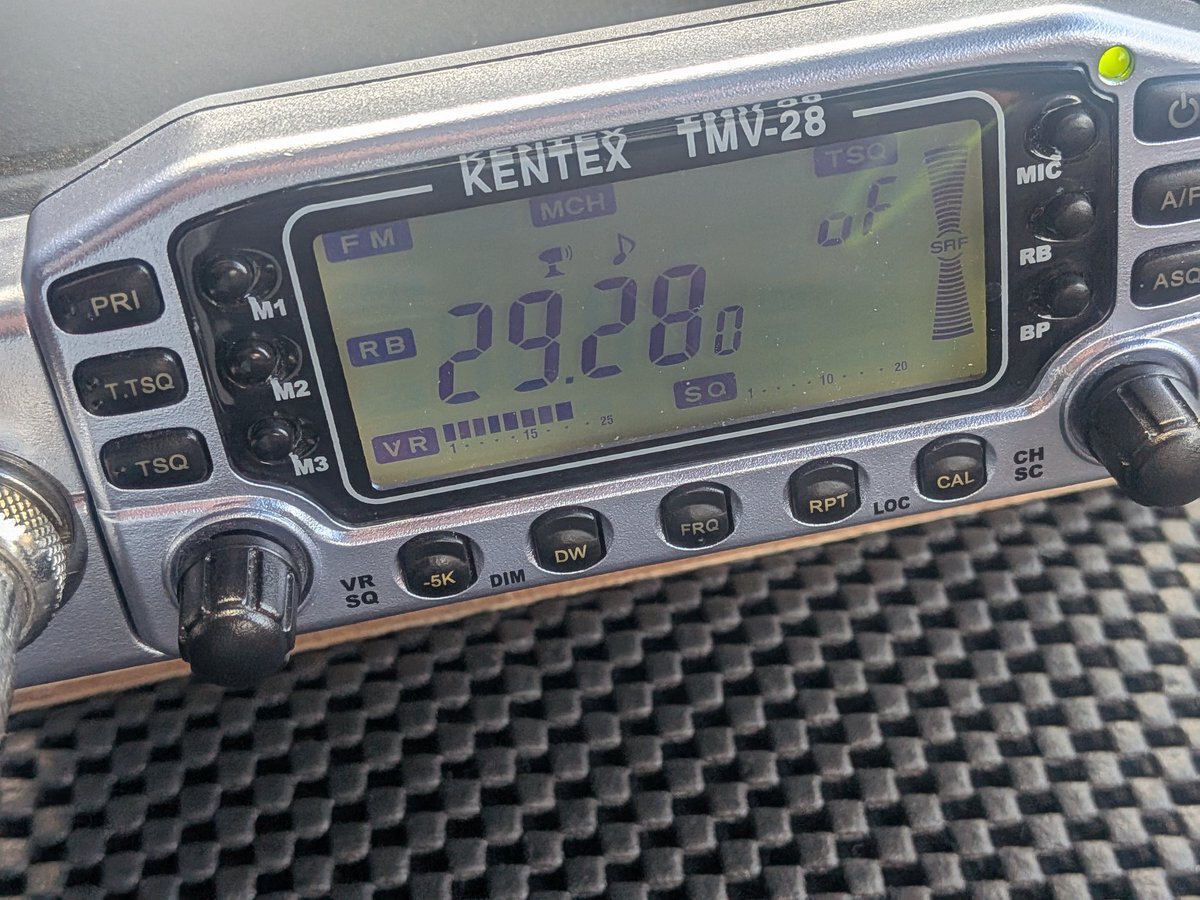 KENTEX TMV-28
FM MCH TSQ
oF
SRF
RB 29.280
VR 1 15 25
SQ 1 10 20
PRI
T.TSQ
TSQ
M1
M2
M3
MIC
RB
BP
A/F
ASQ
VR
SQ
-5K
DIM
DW
FRQ
RPT
LOC
CAL
CH
SC